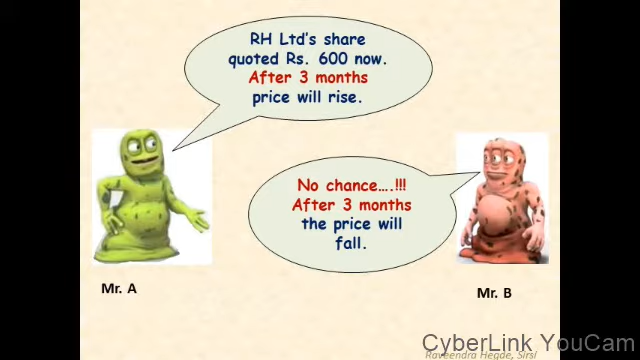 RH Ltd's share
quoted Rs. 600 now.
After 3 months
price will rise.
No chance….!!!
After 3 months
the price will
fall.
Mr. A
Mr. B
CyberLink YouCam
Raveendra Hegde, Sirsi